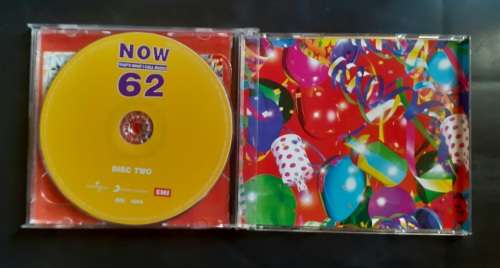 NOW
THAT'S WHAT I CALL MUSIC!
62
DISC TWO
EMI